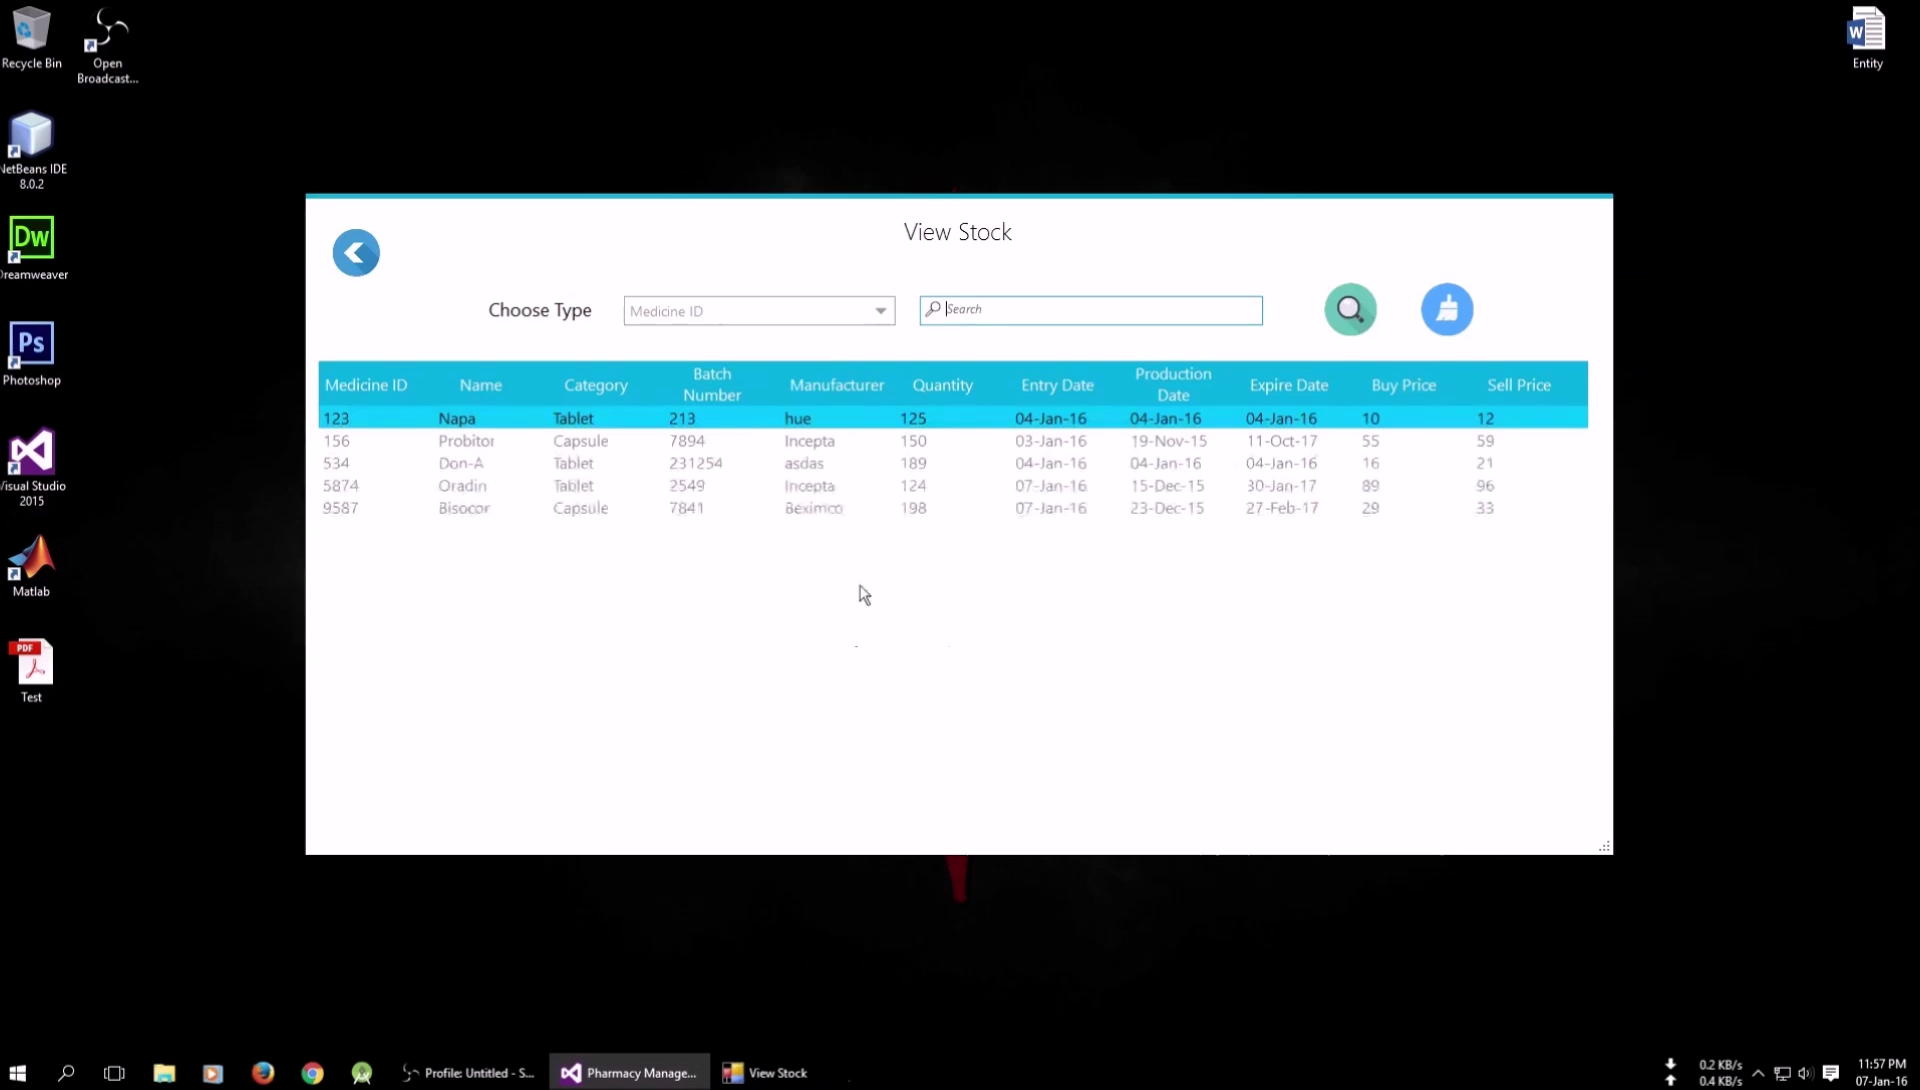 Recycle Bin
Open
Broadcast...
Entity
NetBeans IDE
8.0.2
Dw
Dreamweaver
Ps
Photoshop
Visual Studio
2015
Matlab
PDF
Test
View Stock
Choose Type
Medicine ID
Search
Medicine ID Name Category Batch Number Manufacturer Quantity Entry Date Production Date Expire Date Buy Price Sell Price
123 Napa Tablet 213 hue 125 04-Jan-16 04-Jan-16 04-Jan-16 10 12
156 Probitor Capsule 7894 Incepta 150 03-Jan-16 19-Nov-15 11-Oct-17 55 59
534 Don-A Tablet 231254 asdas 189 04-Jan-16 04-Jan-16 04-Jan-16 16 21
5874 Oradin Tablet 2549 Incepta 124 07-Jan-16 15-Dec-15 30-Jan-17 89 96
9587 Bisocor Capsule 7841 Beximco 198 07-Jan-16 23-Dec-15 27-Feb-17 29 33
Profile: Untitled - S...
Pharmacy Manage...
View Stock
0.2 KB/s
0.4 KB/s
11:57 PM
07-Jan-16